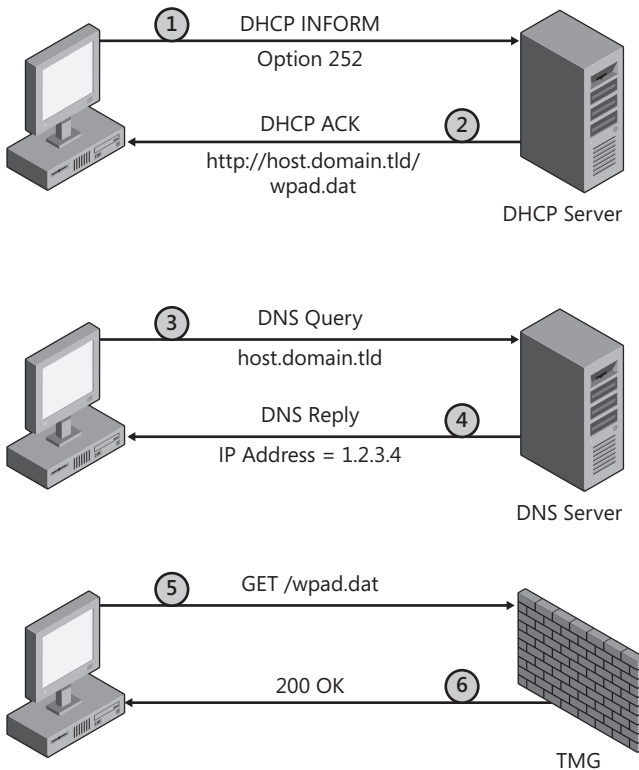 1 DHCP INFORM
Option 252
DHCP ACK 2
http://host.domain.tld/
wpad.dat
DHCP Server
3 DNS Query
host.domain.tld
DNS Reply 4
IP Address = 1.2.3.4
DNS Server
5 GET /wpad.dat
200 OK 6
TMG